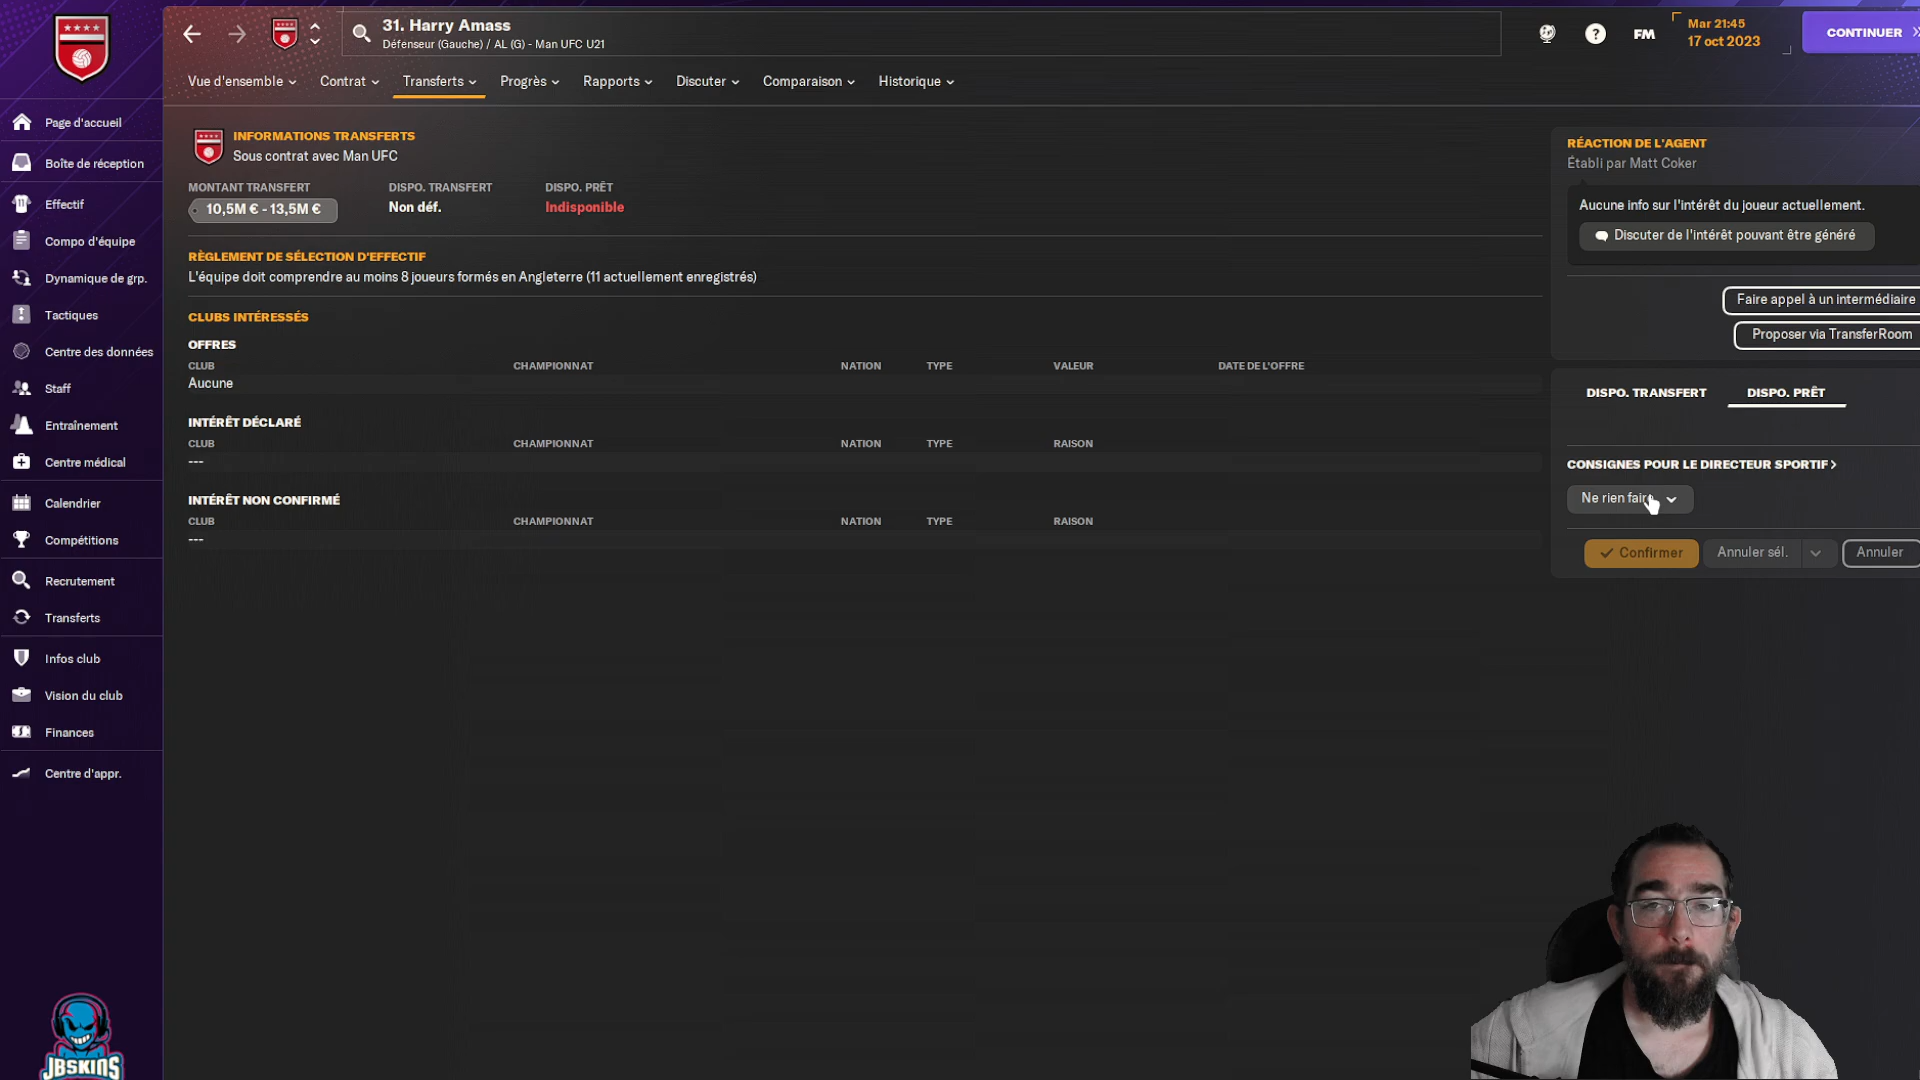 31. Harry Amass
Défenseur (Gauche) / AL (G) - Man UFC U21
FM
Mar 21:45
17 oct 2023
CONTINUER
Vue d'ensemble
Contrat
Transferts
Progrès
Rapports
Discuter
Comparaison
Historique
Page d'accueil
Boîte de réception
Effectif
Compo d'équipe
Dynamique de grp.
Tactiques
Centre des données
Staff
Entraînement
Centre médical
Calendrier
Compétitions
Recrutement
Transferts
Infos club
Vision du club
Finances
Centre d'appr.
JBSKINS
INFORMATIONS TRANSFERTS
Sous contrat avec Man UFC
MONTANT TRANSFERT DISPO. TRANSFERT DISPO. PRÊT
10,5M € - 13,5M € Non déf. Indisponible
RÈGLEMENT DE SÉLECTION D'EFFECTIF
L'équipe doit comprendre au moins 8 joueurs formés en Angleterre (11 actuellement enregistrés)
CLUBS INTÉRESSÉS
OFFRES
CLUB CHAMPIONNAT NATION TYPE VALEUR DATE DE L'OFFRE
Aucune
INTÉRÊT DÉCLARÉ
CLUB CHAMPIONNAT NATION TYPE RAISON
---
INTÉRÊT NON CONFIRMÉ
CLUB CHAMPIONNAT NATION TYPE RAISON
---
RÉACTION DE L'AGENT
Établi par Matt Coker
Aucune info sur l'intérêt du joueur actuellement.
Discuter de l'intérêt pouvant être généré
Faire appel à un intermédiaire
Proposer via TransferRoom
DISPO. TRANSFERT DISPO. PRÊT
CONSIGNES POUR LE DIRECTEUR SPORTIF >
Ne rien faire
Confirmer Annuler sél. Annuler